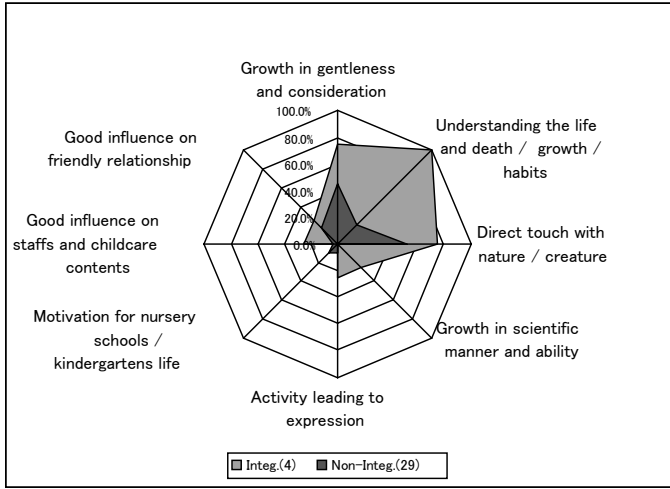 Growth in gentleness
and consideration
100.0%
80.0%
60.0%
40.0%
20.0%
0.0%
Understanding the life
and death / growth /
habits
Direct touch with
nature / creature
Growth in scientific
manner and ability
Activity leading to
expression
Motivation for nursery
schools /
kindergartens life
Good influence on
staffs and childcare
contents
Good influence on
friendly relationship
Integ.(4) Non-Integ.(29)